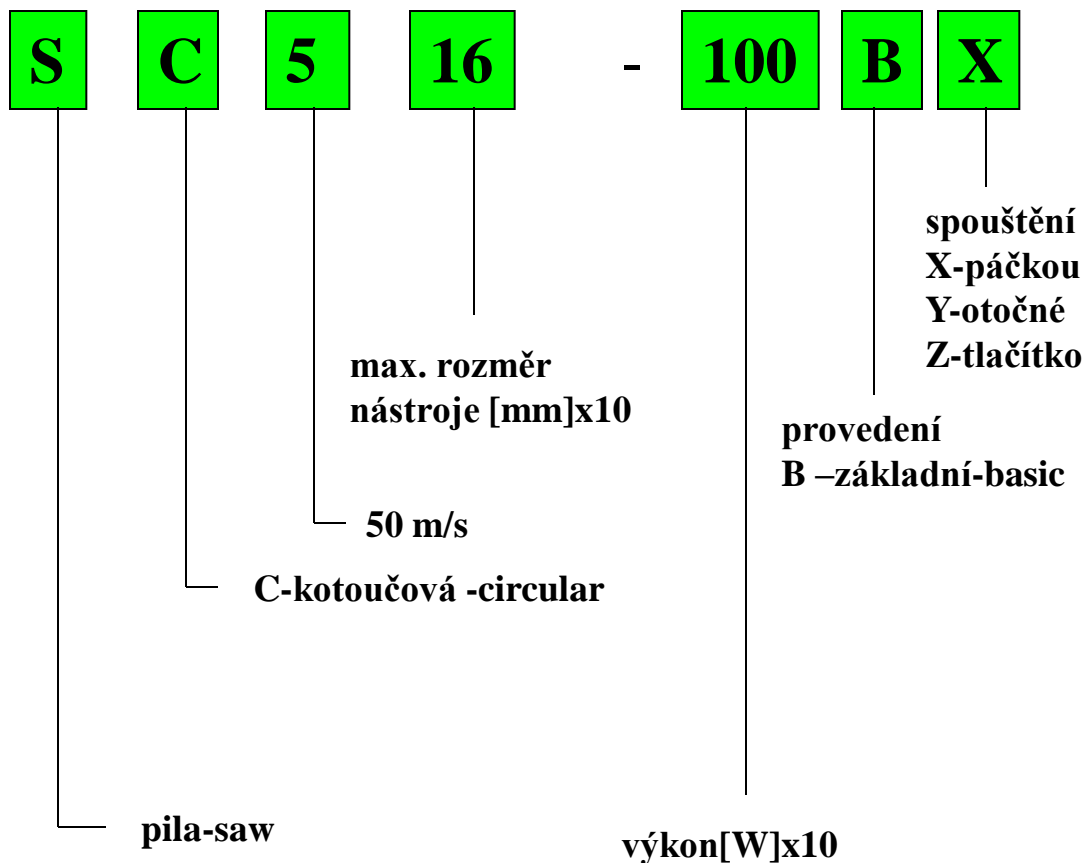 S C 5 16 - 100 B X
spouštění
X-páčkou
Y-otočné
Z-tlačítko
max. rozměr
nástroje [mm]x10
provedení
B –základní-basic
50 m/s
C-kotoučová -circular
pila-saw
výkon[W]x10